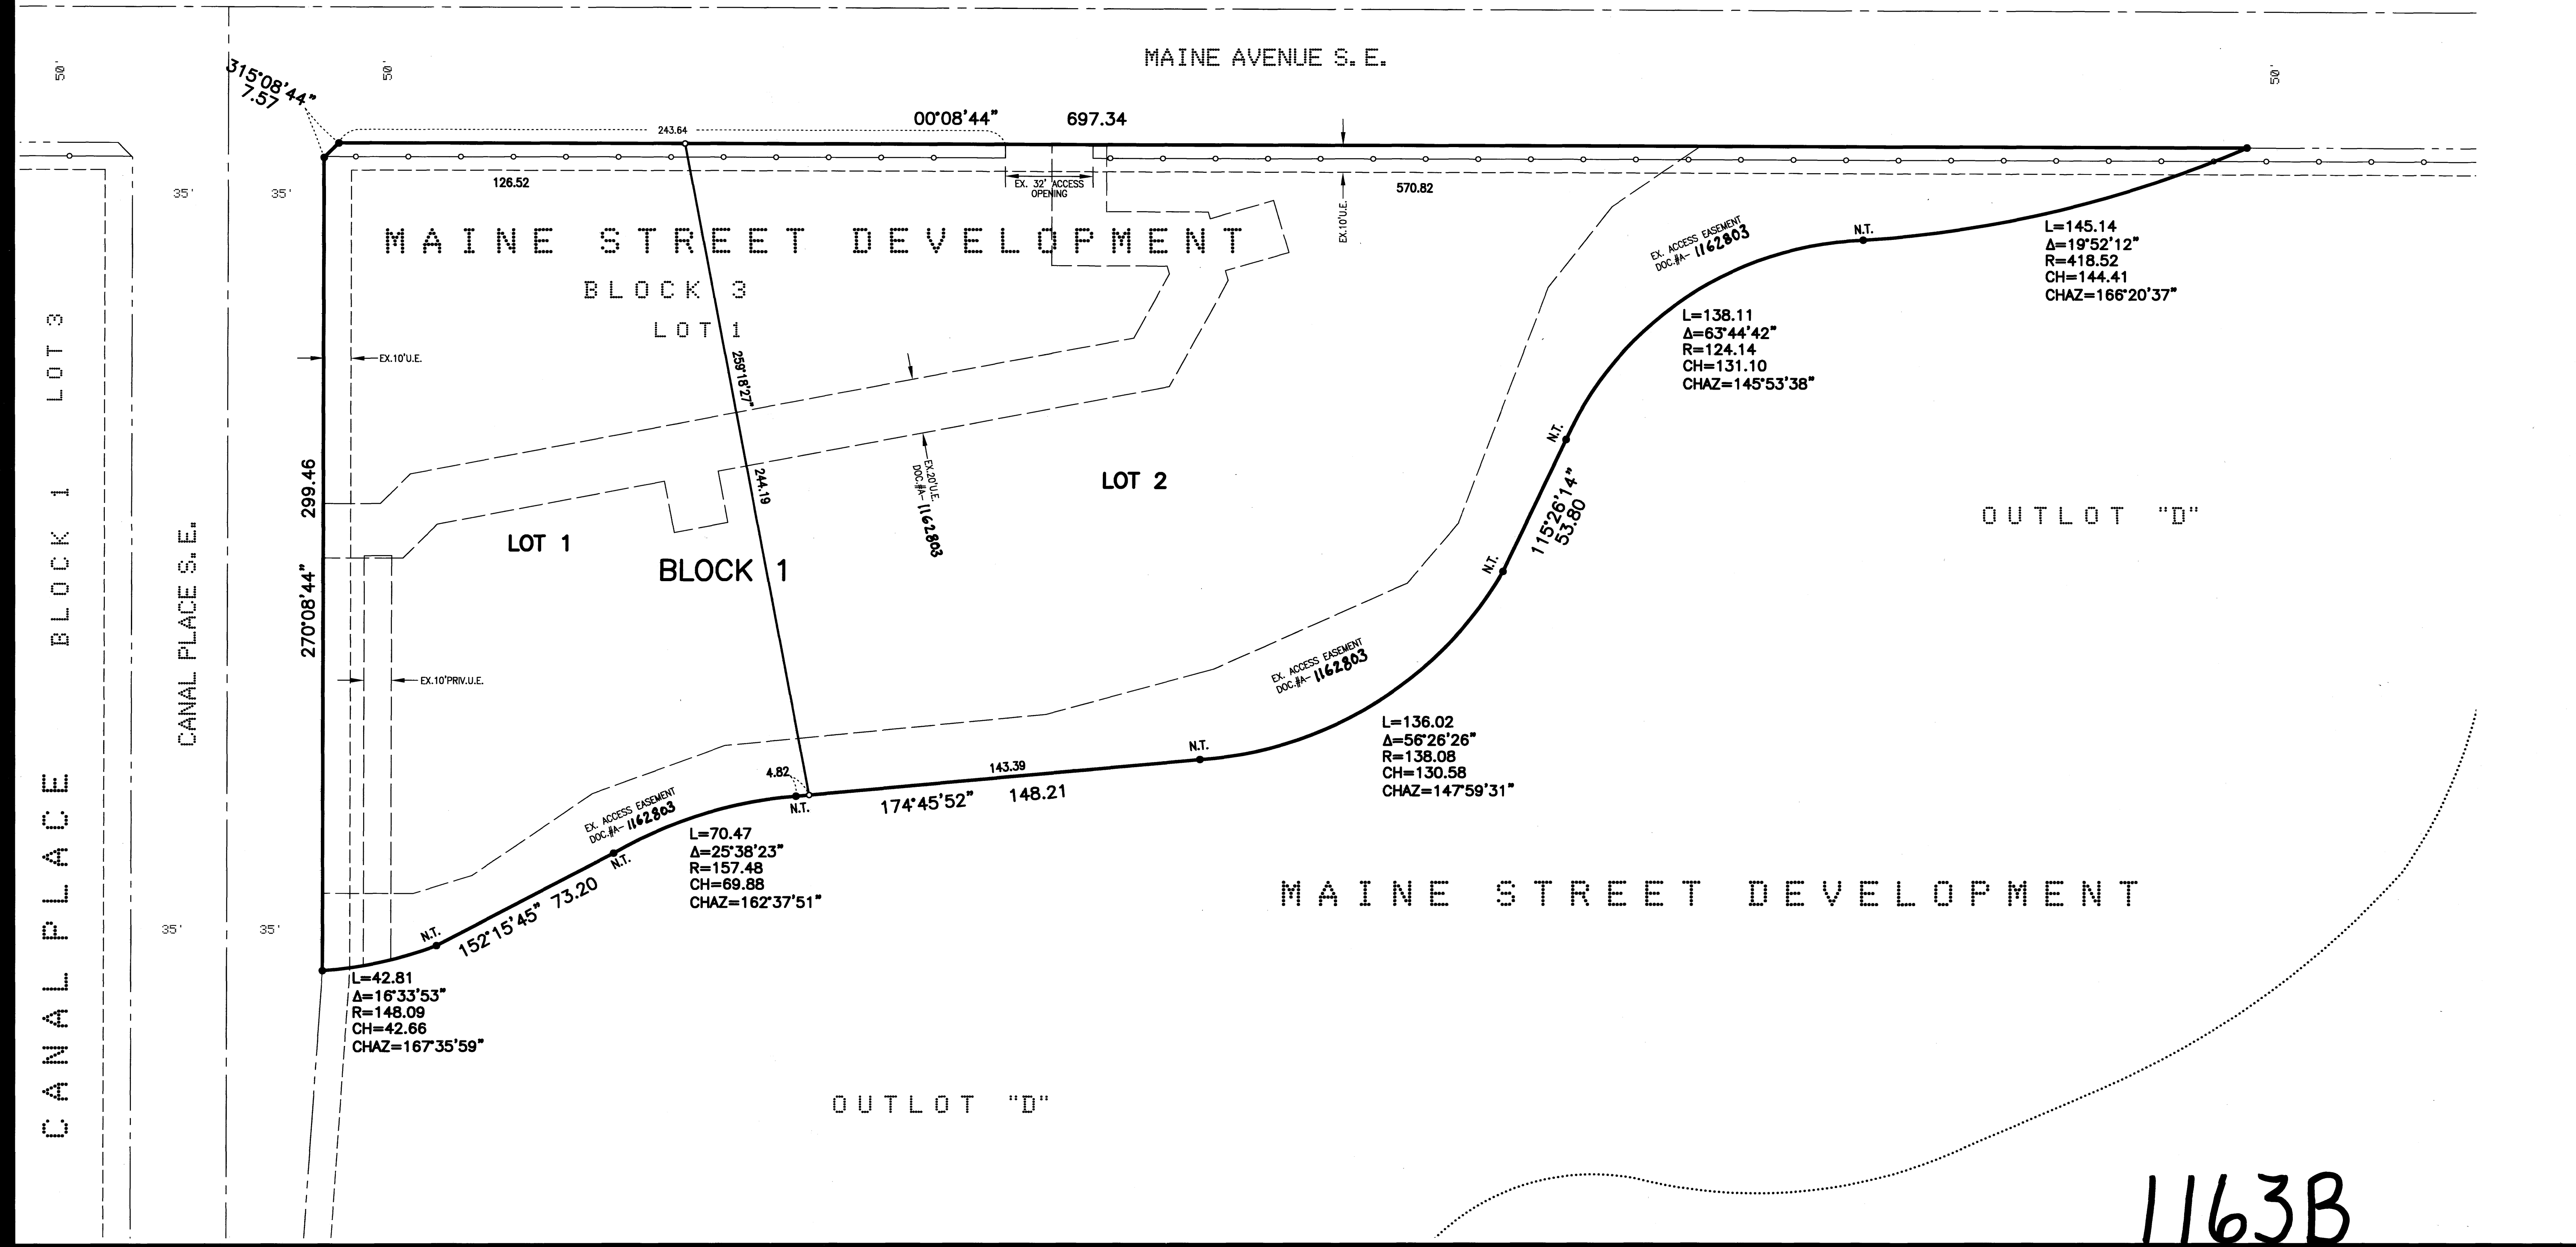 MAINE AVENUE S. E.
50'
50'
50'
315°08'44"
7.57
243.64
00°08'44"
697.34
35'
35'
126.52
EX. 32' ACCESS
OPENING
570.82
EX.10'U.E.
MAINE STREET DEVELOPMENT
BLOCK 3
LOT 1
EX. ACCESS EASEMENT
DOC.#A- 1162803
N.T.
L=145.14
Δ=19°52'12"
R=418.52
CH=144.41
CHAZ=166°20'37"
L=138.11
Δ=63°44'42"
R=124.14
CH=131.10
CHAZ=145°53'38"
LOT 3
BLOCK 1
EX.10'U.E.
259°18'27"
244.19
N.T.
299.46
270°08'44"
EX.20'U.E.
DOC.#A- 1162803
LOT 2
115°26'14"
53.80
OUTLOT "D"
LOT 1
BLOCK 1
N.T.
CANAL PLACE S.E.
EX.10'PRIV.U.E.
EX. ACCESS EASEMENT
DOC.#A- 1162803
L=136.02
Δ=56°26'26"
R=138.08
CH=130.58
CHAZ=147°59'31"
N.T.
4.82
143.39
N.T.
174°45'52"
148.21
EX. ACCESS EASEMENT
DOC.#A- 1162803
N.T.
L=70.47
Δ=25°38'23"
R=157.48
CH=69.88
CHAZ=162°37'51"
MAINE STREET DEVELOPMENT
CANAL PLACE
35'
35'
N.T.
152°15'45"
73.20
L=42.81
Δ=16°33'53"
R=148.09
CH=42.66
CHAZ=167°35'59"
OUTLOT "D"
1163B